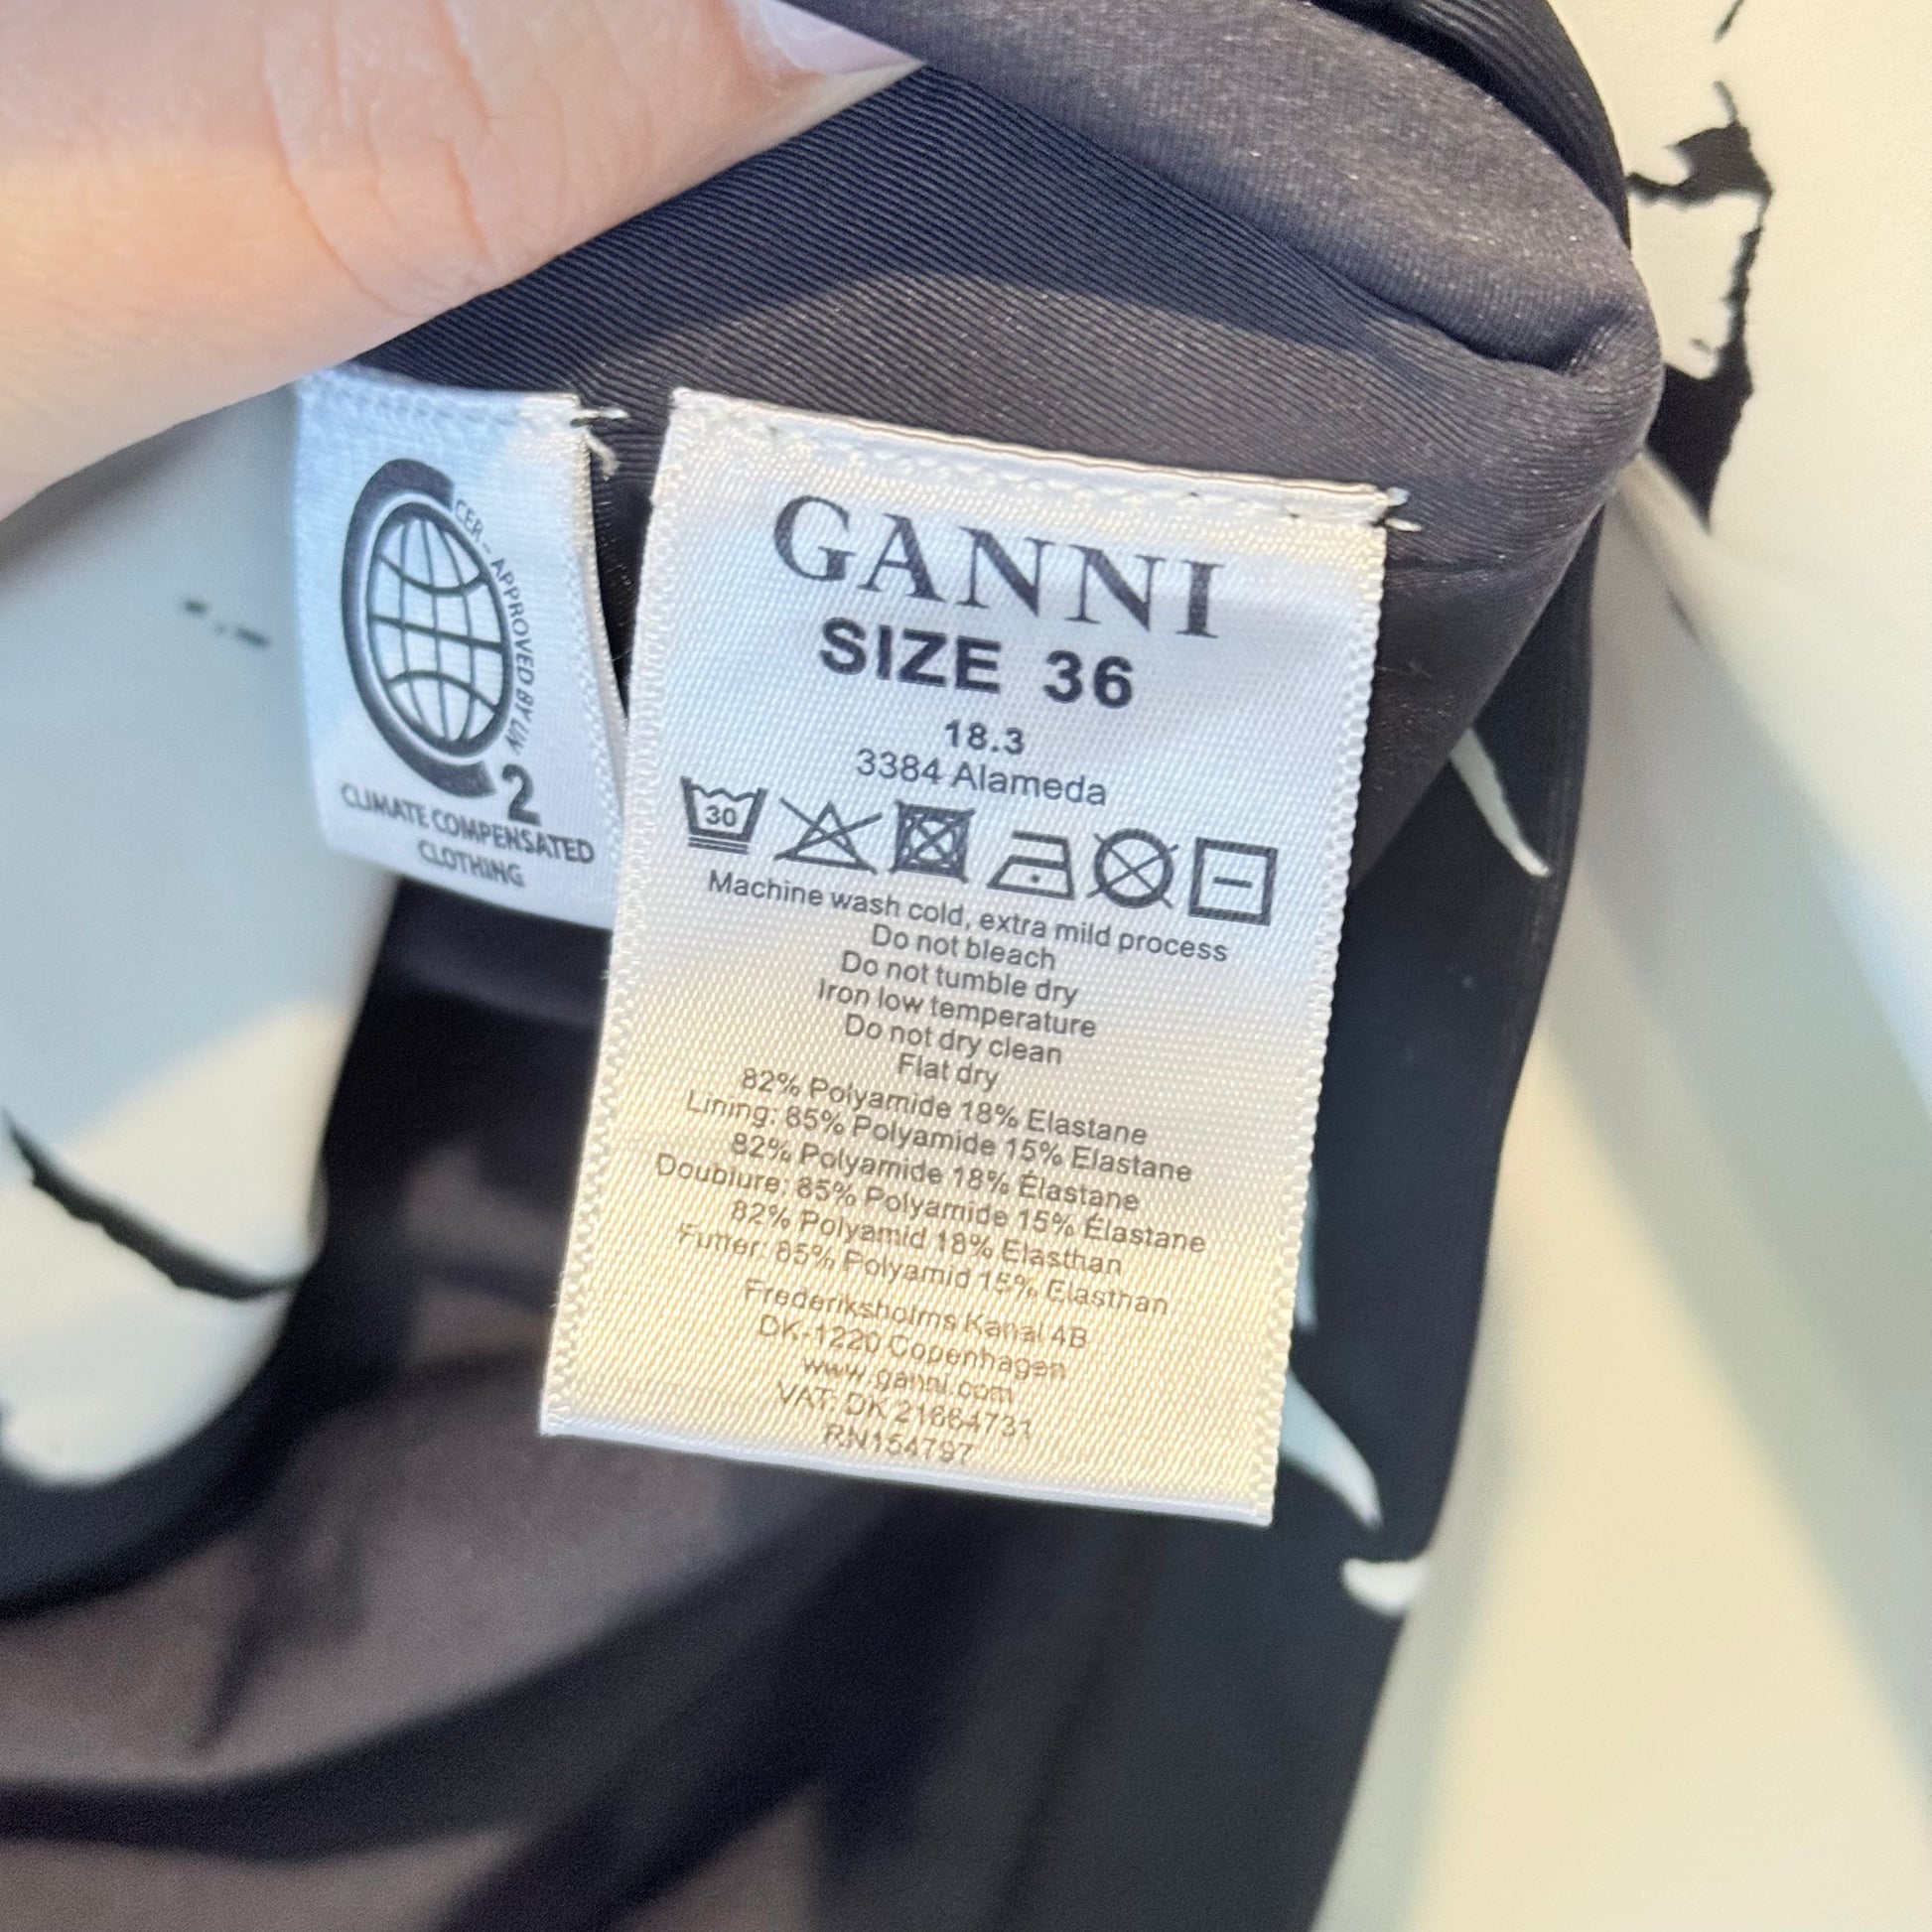 CER - APPROVED BY UN
2
CLIMATE COMPENSATED
CLOTHING
GANNI
SIZE 36
18.3
3384 Alameda
30
Machine wash cold, extra mild process
Do not bleach
Do not tumble dry
Iron low temperature
Do not dry clean
Flat dry
82% Polyamide 18% Elastane
Lining: 85% Polyamide 15% Elastane
82% Polyamide 18% Élastane
Doublure: 85% Polyamide 15% Élastane
82% Polyamid 18% Elasthan
Futter: 85% Polyamid 15% Elasthan
Frederiksholms Kanal 4B
DK-1220 Copenhagen
www.ganni.com
VAT: DK 21664731
RN154797